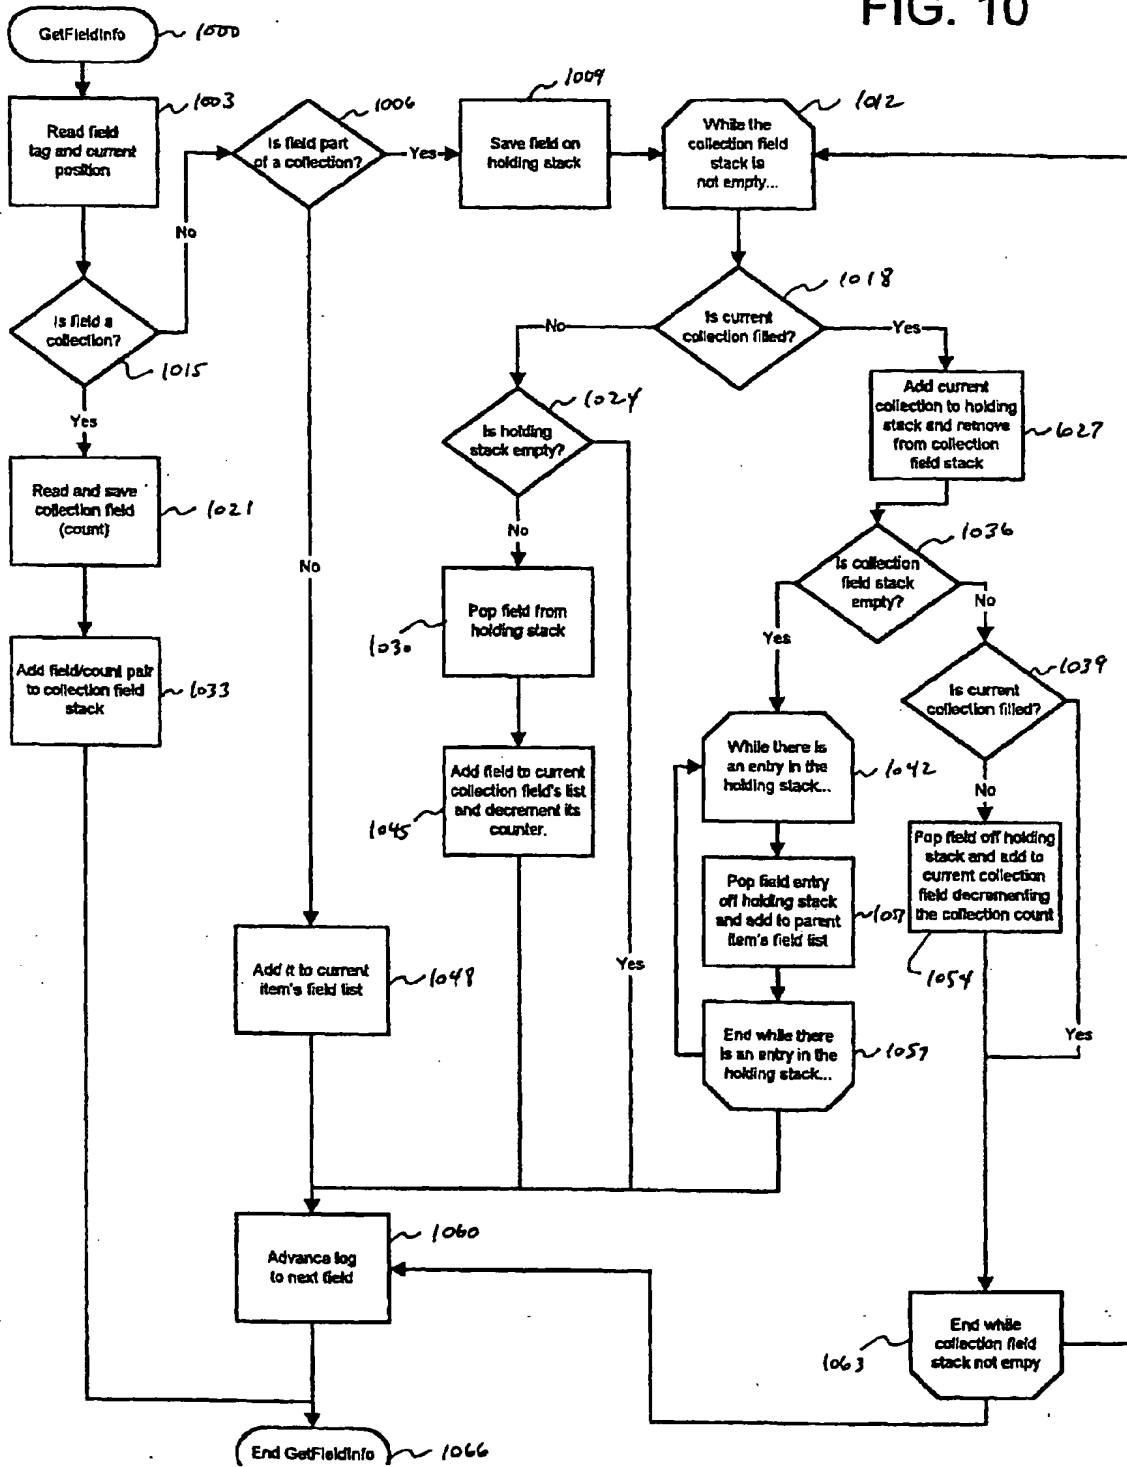 FIG. 10
GetFieldInfo
1000
Read field
tag and current
position
1003
Is field part
of a collection?
1006
Yes
Save field on
holding stack
1009
While the
collection field
stack is
not empty...
1012
No
Is field a
collection?
1015
Yes
Is current
collection filled?
1018
No
Yes
Read and save
collection field
(count)
1021
Is holding
stack empty?
1024
No
Yes
Add current
collection to holding
stack and remove
from collection
field stack
1027
No
Pop field from
holding stack
1030
Add field/count pair
to collection field
stack
1033
Is collection
field stack
empty?
1036
Yes
No
Is current
collection filled?
1039
No
Yes
While there is
an entry in the
holding stack...
1042
Add field to current
collection field's list
and decrement its
counter.
1045
Add it to current
item's field list
1048
Pop field entry
off holding stack
and add to parent
item's field list
Pop field off holding
stack and add to
current collection
field decrementing
the collection count
1054
End while there
is an entry in the
holding stack...
1057
Advance log
to next field
1060
End while
collection field
stack not empy
1063
End GetFieldInfo
1066